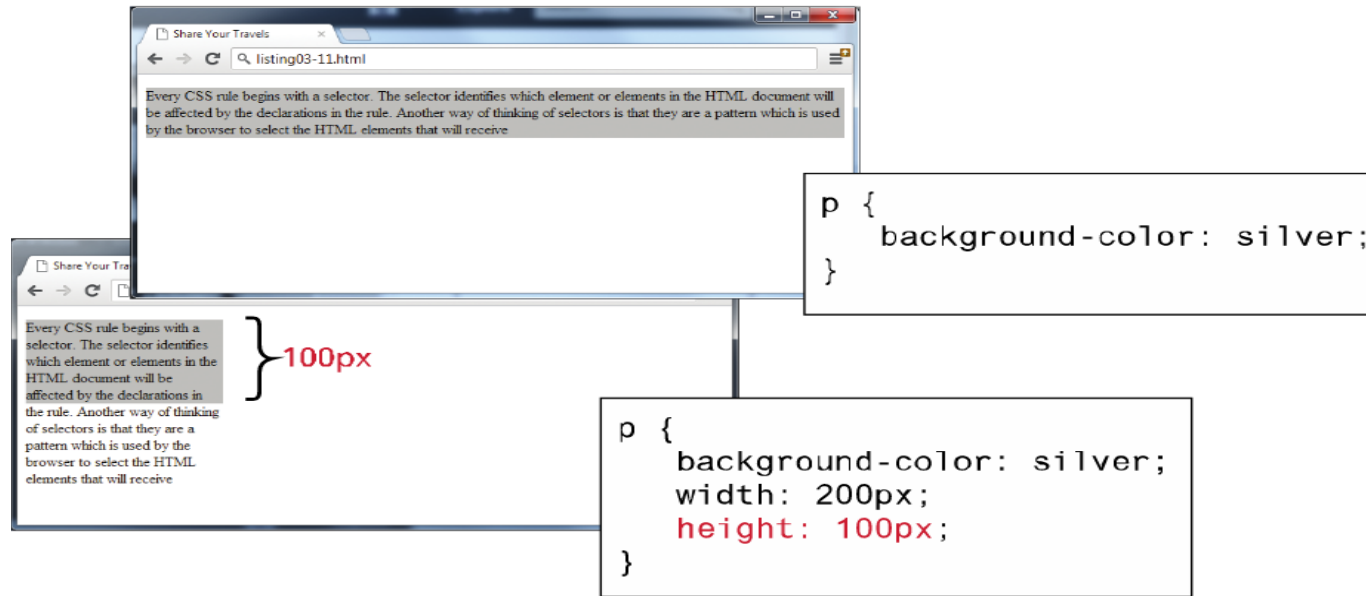 Share Your Travels
listing03-11.html
Every CSS rule begins with a selector. The selector identifies which element or elements in the HTML document will
be affected by the declarations in the rule. Another way of thinking of selectors is that they are a pattern which is used
by the browser to select the HTML elements that will receive
p {
background-color: silver;
}
Share Your Tra
Every CSS rule begins with a
selector. The selector identifies
which element or elements in the
HTML document will be
affected by the declarations in
the rule. Another way of thinking
of selectors is that they are a
pattern which is used by the
browser to select the HTML
elements that will receive
100px
p {
background-color: silver;
width: 200px;
height: 100px;
}